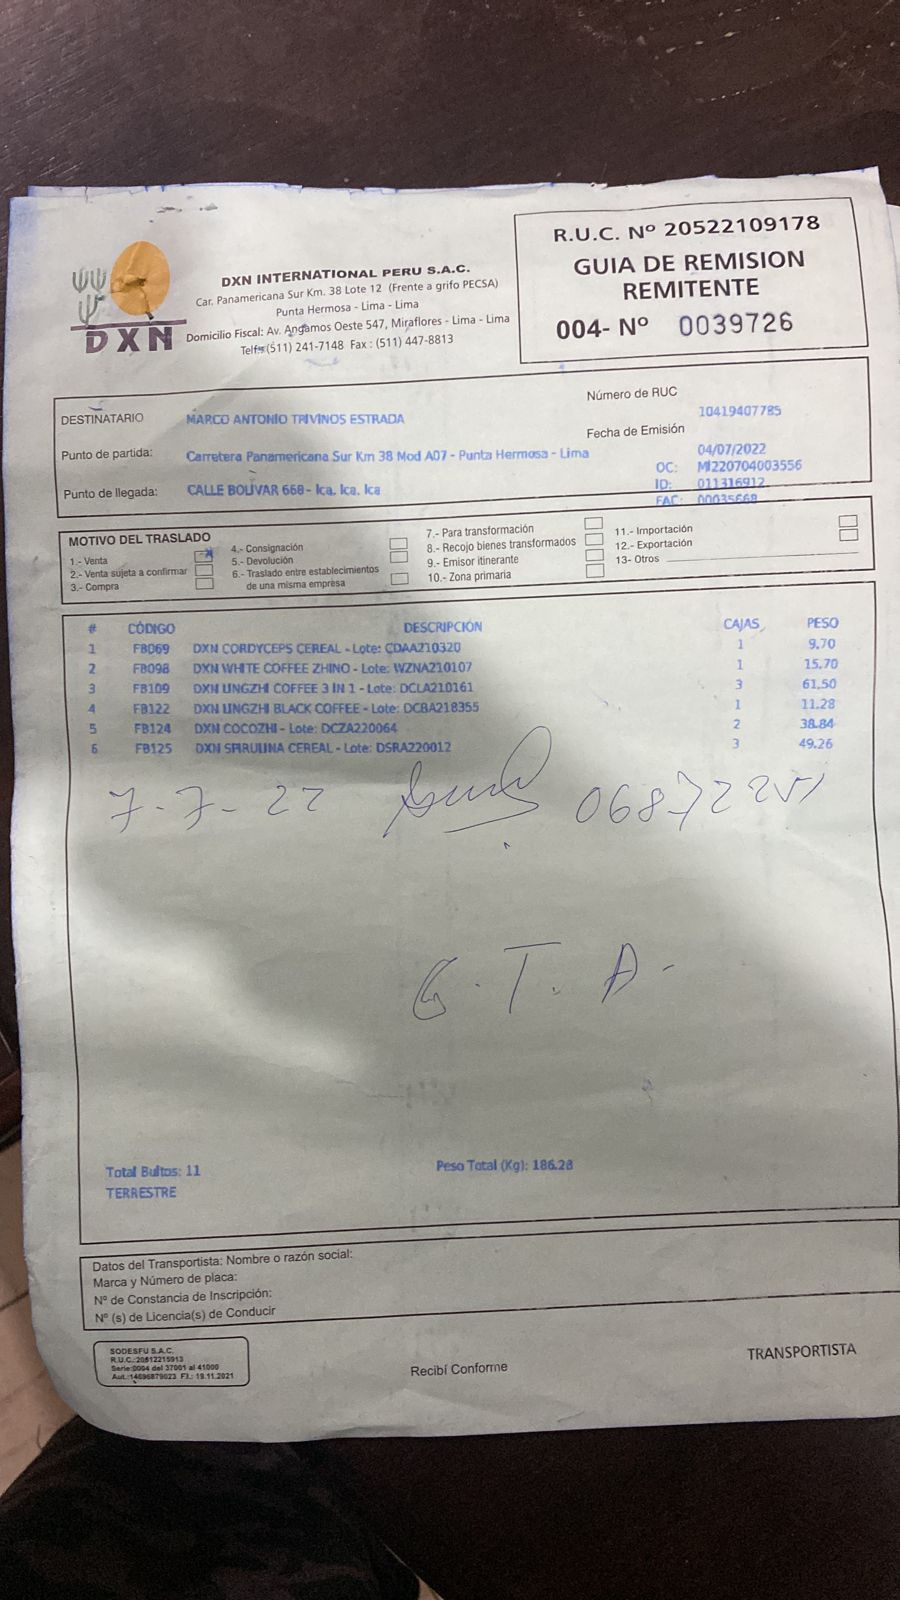 R.U.C. Nº 20522109178
GUIA DE REMISION
REMITENTE
004- Nº 0039726
DXN
DXN INTERNATIONAL PERU S.A.C.
Car. Panamericana Sur Km. 38 Lote 12 (Frente a grifo PECSA)
Punta Hermosa - Lima - Lima
Domicilio Fiscal: Av. Angamos Oeste 547, Miraflores - Lima - Lima
Telf.: (511) 241-7148 Fax : (511) 447-8813
DESTINATARIO MARCO ANTONIO TRIVINOS ESTRADA
Número de RUC
10419407785
Punto de partida: Carretera Panamericana Sur Km 38 Mod A07 - Punta Hermosa - Lima
Fecha de Emisión
04/07/2022
Punto de llegada: CALLE BOLIVAR 668- Ica. Ica. Ica
OC: MI220704003556
ID: 011316912
FAC: 00035668
MOTIVO DEL TRASLADO
1.- Venta
2.- Venta sujeta a confirmar
3.- Compra
4.- Consignación
5.- Devolución
6.- Traslado entre establecimientos
de una misma empresa
7.- Para transformación
8.- Recojo bienes transformados
9.- Emisor itinerante
10.- Zona primaria
11.- Importación
12.- Exportación
13- Otros
# CÓDIGO DESCRIPCIÓN CAJAS PESO
1 FB069 DXN CORDYCEPS CEREAL - Lote: CDAA210320 1 9.70
2 FB098 DXN WHITE COFFEE ZHINO - Lote: WZNA210107 1 15.70
3 FB109 DXN LINGZHI COFFEE 3 IN 1 - Lote: DCLA210161 3 61.50
4 FB122 DXN LINGZHI BLACK COFFEE - Lote: DCBA218355 1 11.28
5 FB124 DXN COCOZHI - Lote: DCZA220064 2 38.84
6 FB125 DXN SPIRULINA CEREAL - Lote: DSRA220012 3 49.26
7-7-22
G.T.A-
Total Bultos: 11 Peso Total (Kg): 186.28
TERRESTRE
Datos del Transportista: Nombre o razón social:
Marca y Número de placa:
Nº de Constancia de Inscripción:
Nº (s) de Licencia(s) de Conducir
SODESFU S.A.C.
R.U.C.:20612215913
Serie:0004 del 37001 al 41000
Aut.:14696879023 F.I.: 19.11.2021
Recibí Conforme
TRANSPORTISTA